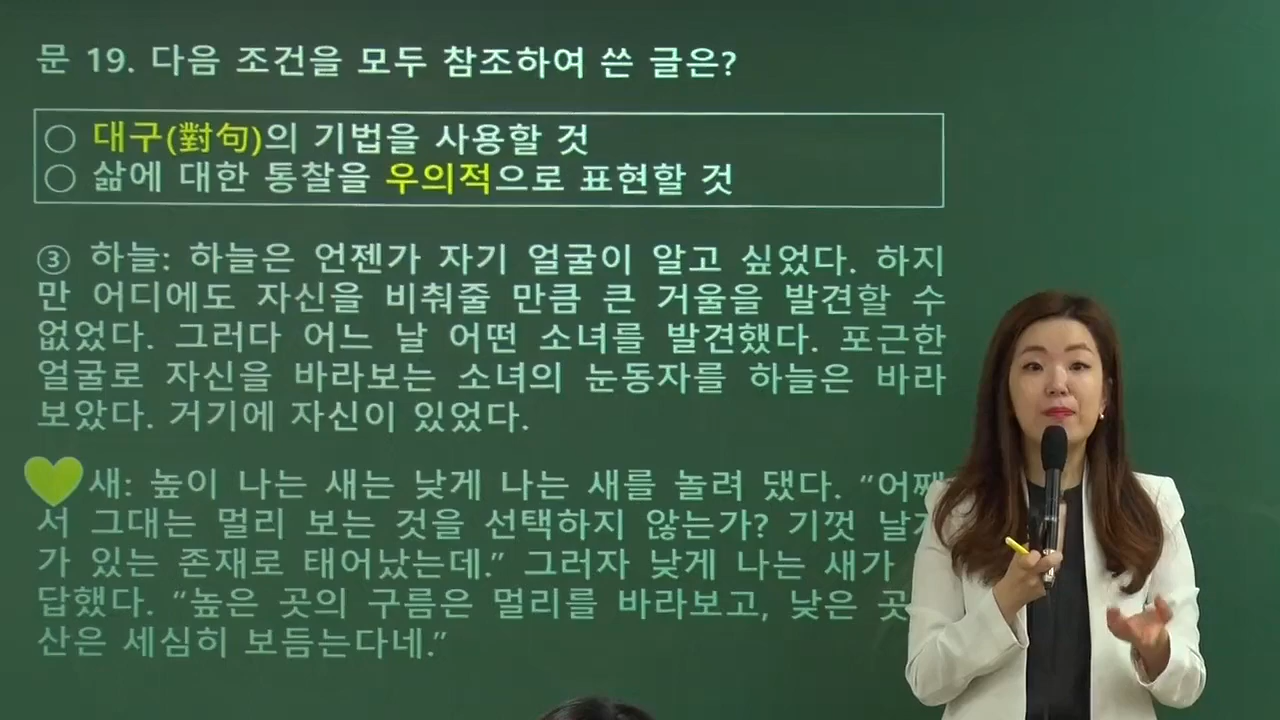 문 19. 다음 조건을 모두 참조하여 쓴 글은?
○ 대구(對句)의 기법을 사용할 것
○ 삶에 대한 통찰을 우의적으로 표현할 것
③ 하늘: 하늘은 언젠가 자기 얼굴이 알고 싶었다. 하지
만 어디에도 자신을 비춰줄 만큼 큰 거울을 발견할 수
없었다. 그러다 어느 날 어떤 소녀를 발견했다. 포근한
얼굴로 자신을 바라보는 소녀의 눈동자를 하늘은 바라
보았다. 거기에 자신이 있었다.
새: 높이 나는 새는 낮게 나는 새를 놀려 댔다. “어째
서 그대는 멀리 보는 것을 선택하지 않는가? 기껏 날개
가 있는 존재로 태어났는데.” 그러자 낮게 나는 새가
답했다. “높은 곳의 구름은 멀리를 바라보고, 낮은 곳
산은 세심히 보듬는다네.”